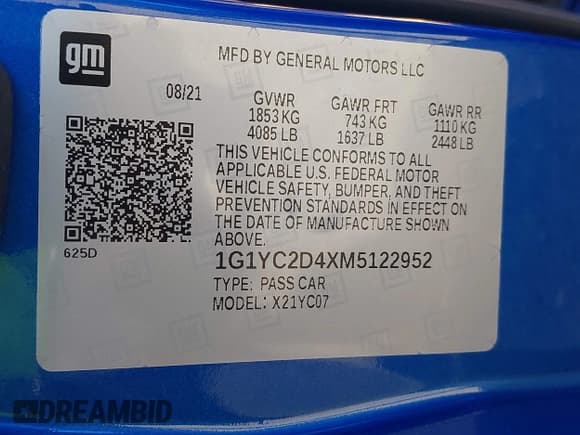 gm
MFD BY GENERAL MOTORS LLC
08/21
GVWR
1853 KG
4085 LB
GAWR FRT
743 KG
1637 LB
GAWR RR
1110 KG
2448 LB
THIS VEHICLE CONFORMS TO ALL
APPLICABLE U.S. FEDERAL MOTOR
VEHICLE SAFETY, BUMPER, AND THEFT
PREVENTION STANDARDS IN EFFECT ON
THE DATE OF MANUFACTURE SHOWN
ABOVE.
625D
1G1YC2D4XM5122952
TYPE: PASS CAR
MODEL: X21YC07
DREAMBID